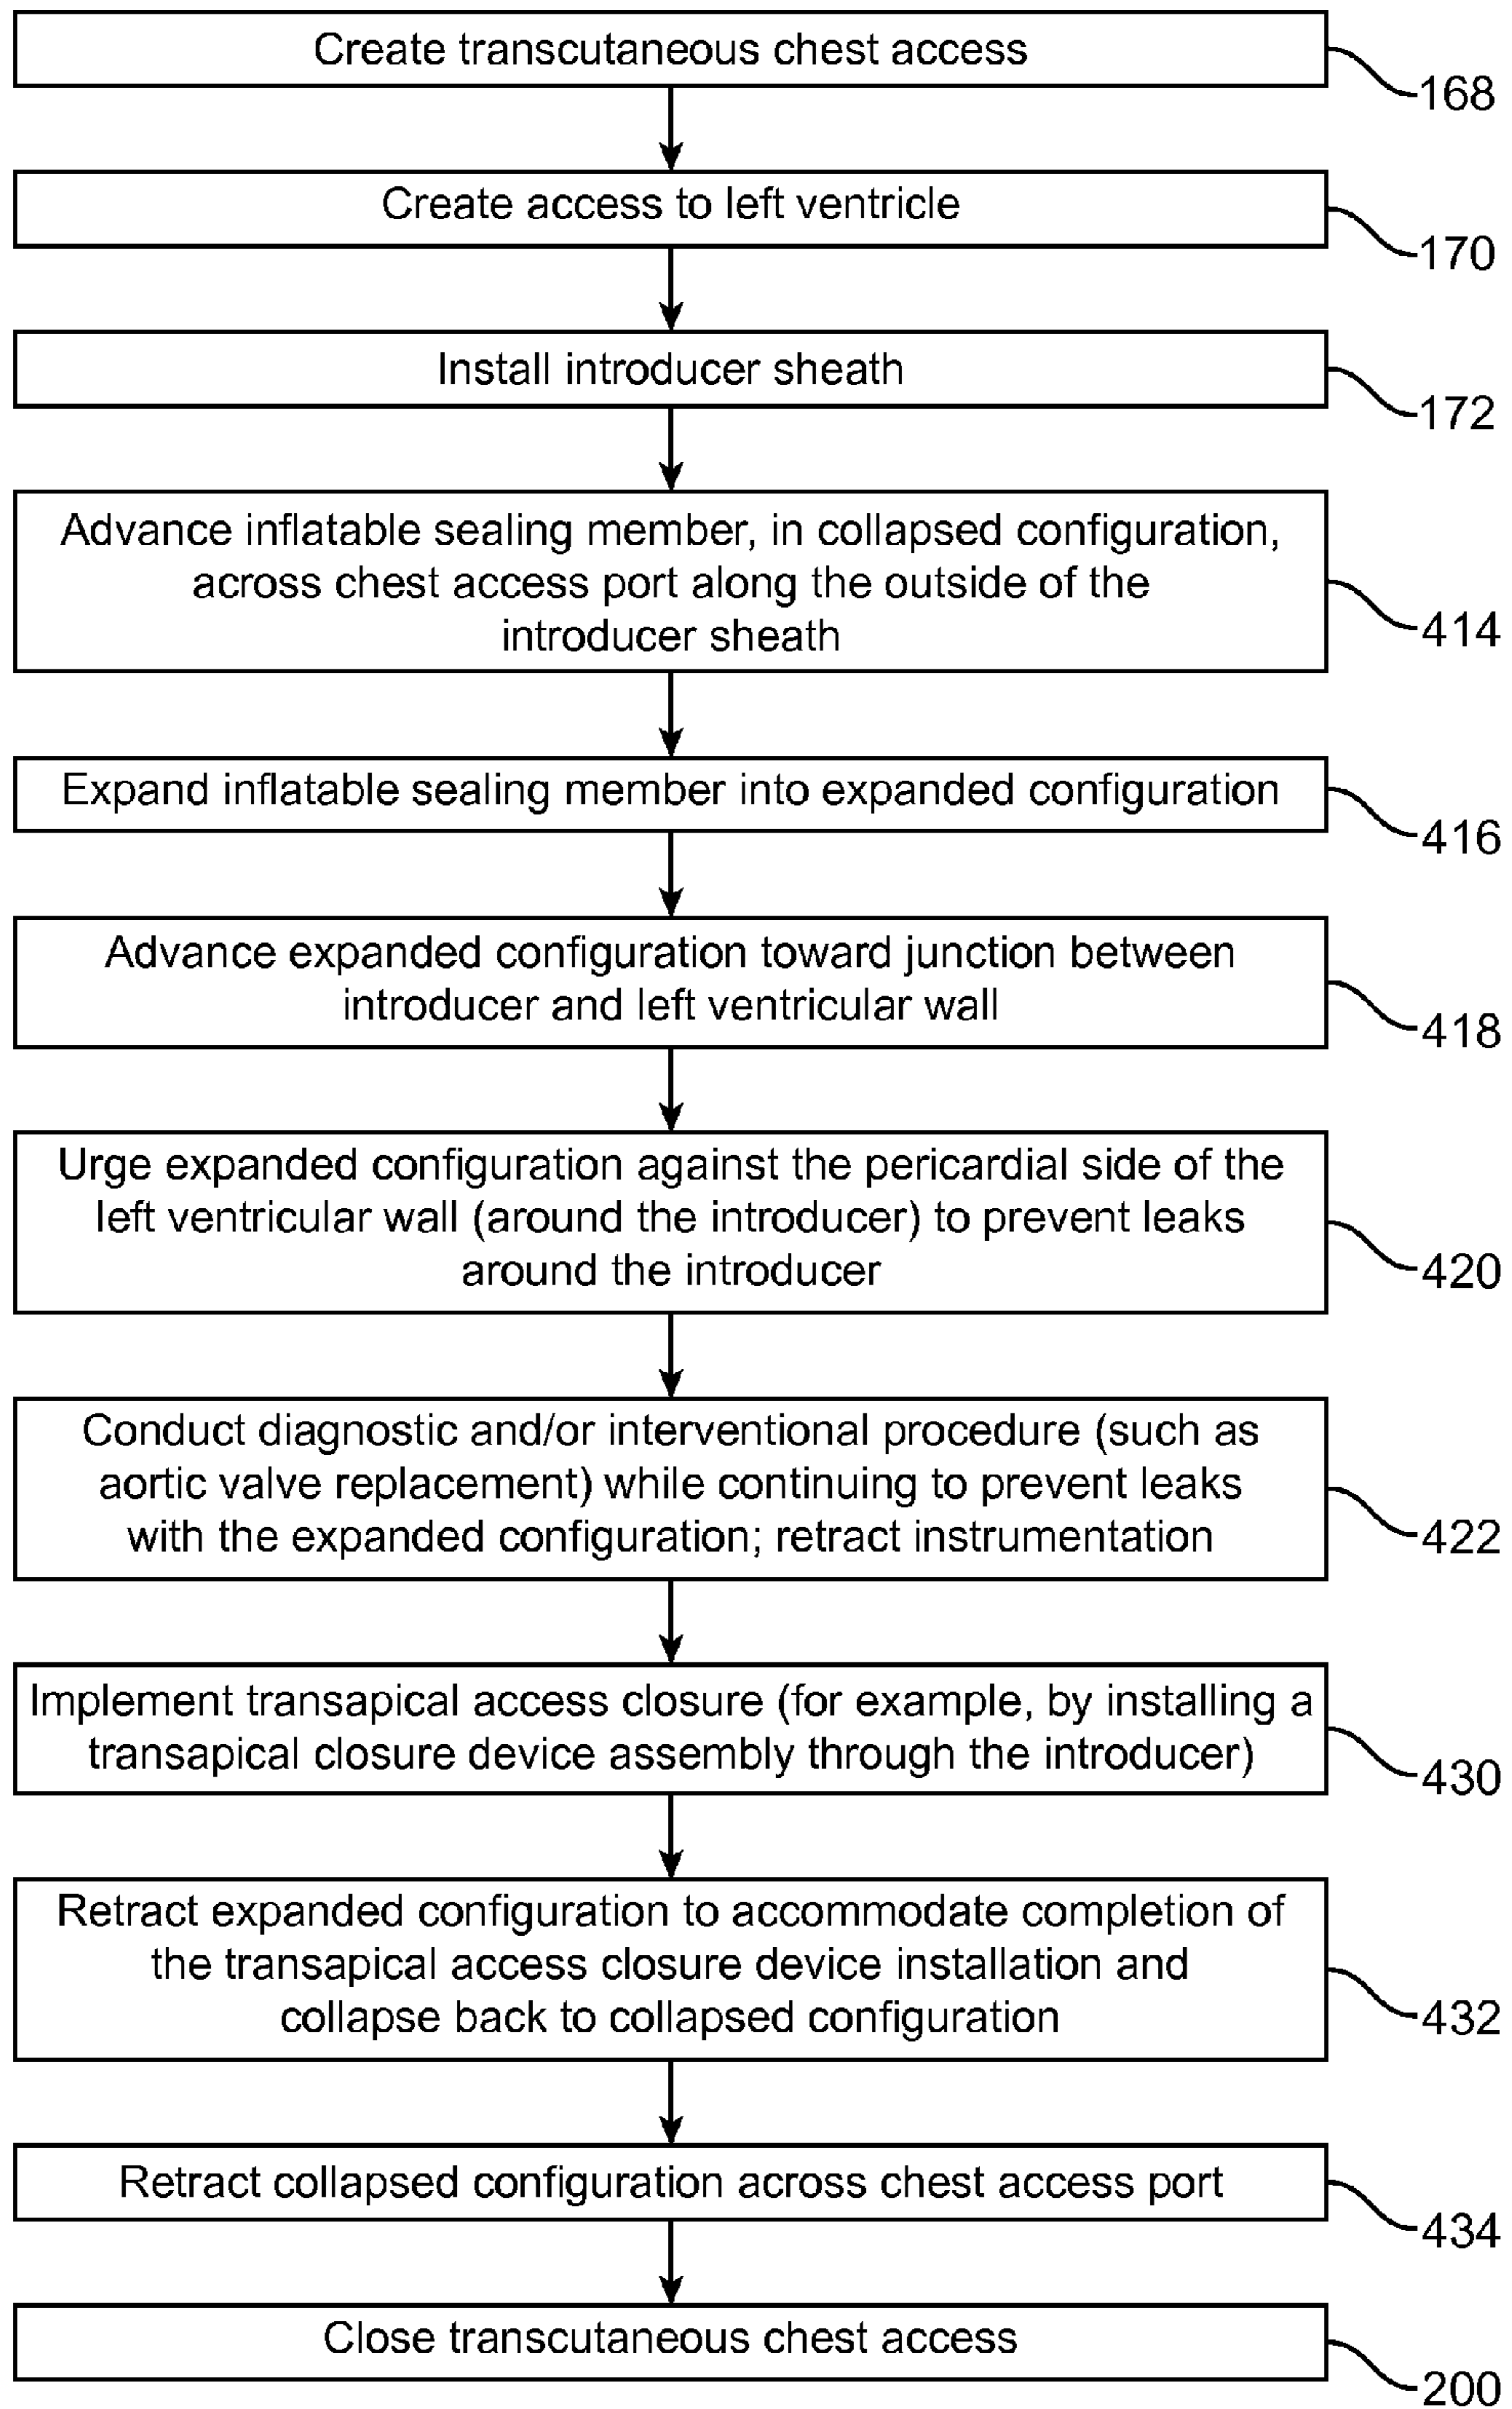 Create transcutaneous chest access
168
Create access to left ventricle
170
Install introducer sheath
172
Advance inflatable sealing member, in collapsed configuration,
across chest access port along the outside of the
introducer sheath
414
Expand inflatable sealing member into expanded configuration
416
Advance expanded configuration toward junction between
introducer and left ventricular wall
418
Urge expanded configuration against the pericardial side of the
left ventricular wall (around the introducer) to prevent leaks
around the introducer
420
Conduct diagnostic and/or interventional procedure (such as
aortic valve replacement) while continuing to prevent leaks
with the expanded configuration; retract instrumentation
422
Implement transapical access closure (for example, by installing a
transapical closure device assembly through the introducer)
430
Retract expanded configuration to accommodate completion of
the transapical access closure device installation and
collapse back to collapsed configuration
432
Retract collapsed configuration across chest access port
434
Close transcutaneous chest access
200